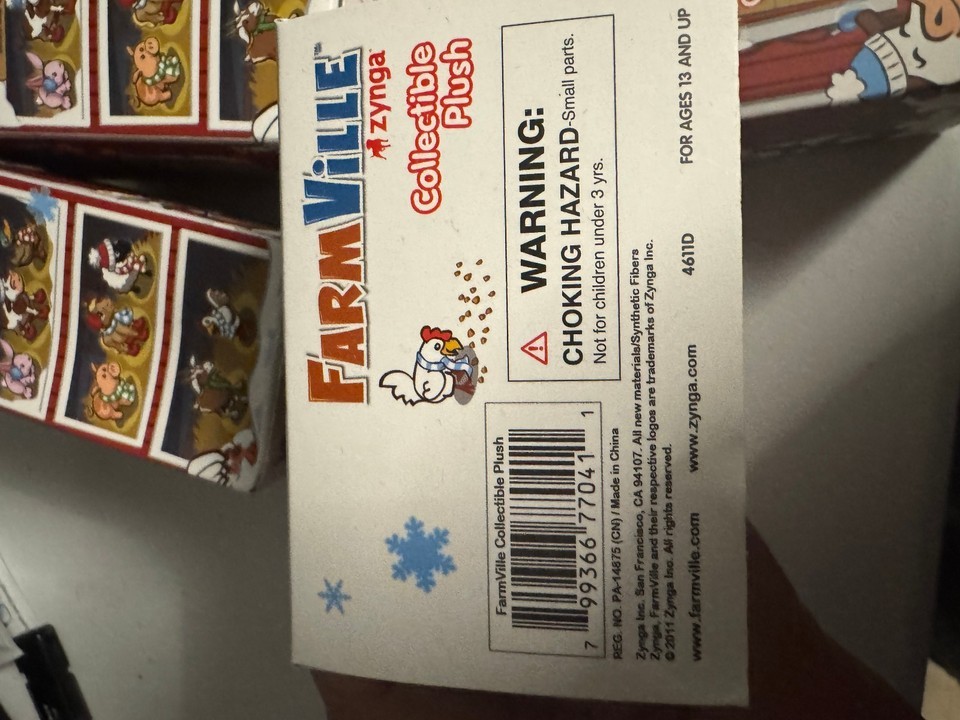 FARMVILLE™
zynga™
Collectible
Plush
WARNING:
CHOKING HAZARD-Small parts.
Not for children under 3 yrs.
FarmVille Collectible Plush
7 99366 77041 1
REG. NO. PA-14875 (CN) / Made in China
Zynga Inc. San Francisco, CA 94107. All new materials/Synthetic Fibers
Zynga, FarmVille and their respective logos are trademarks of Zynga Inc.
© 2011 Zynga Inc. All rights reserved.
www.farmville.com www.zynga.com 4611D FOR AGES 13 AND UP